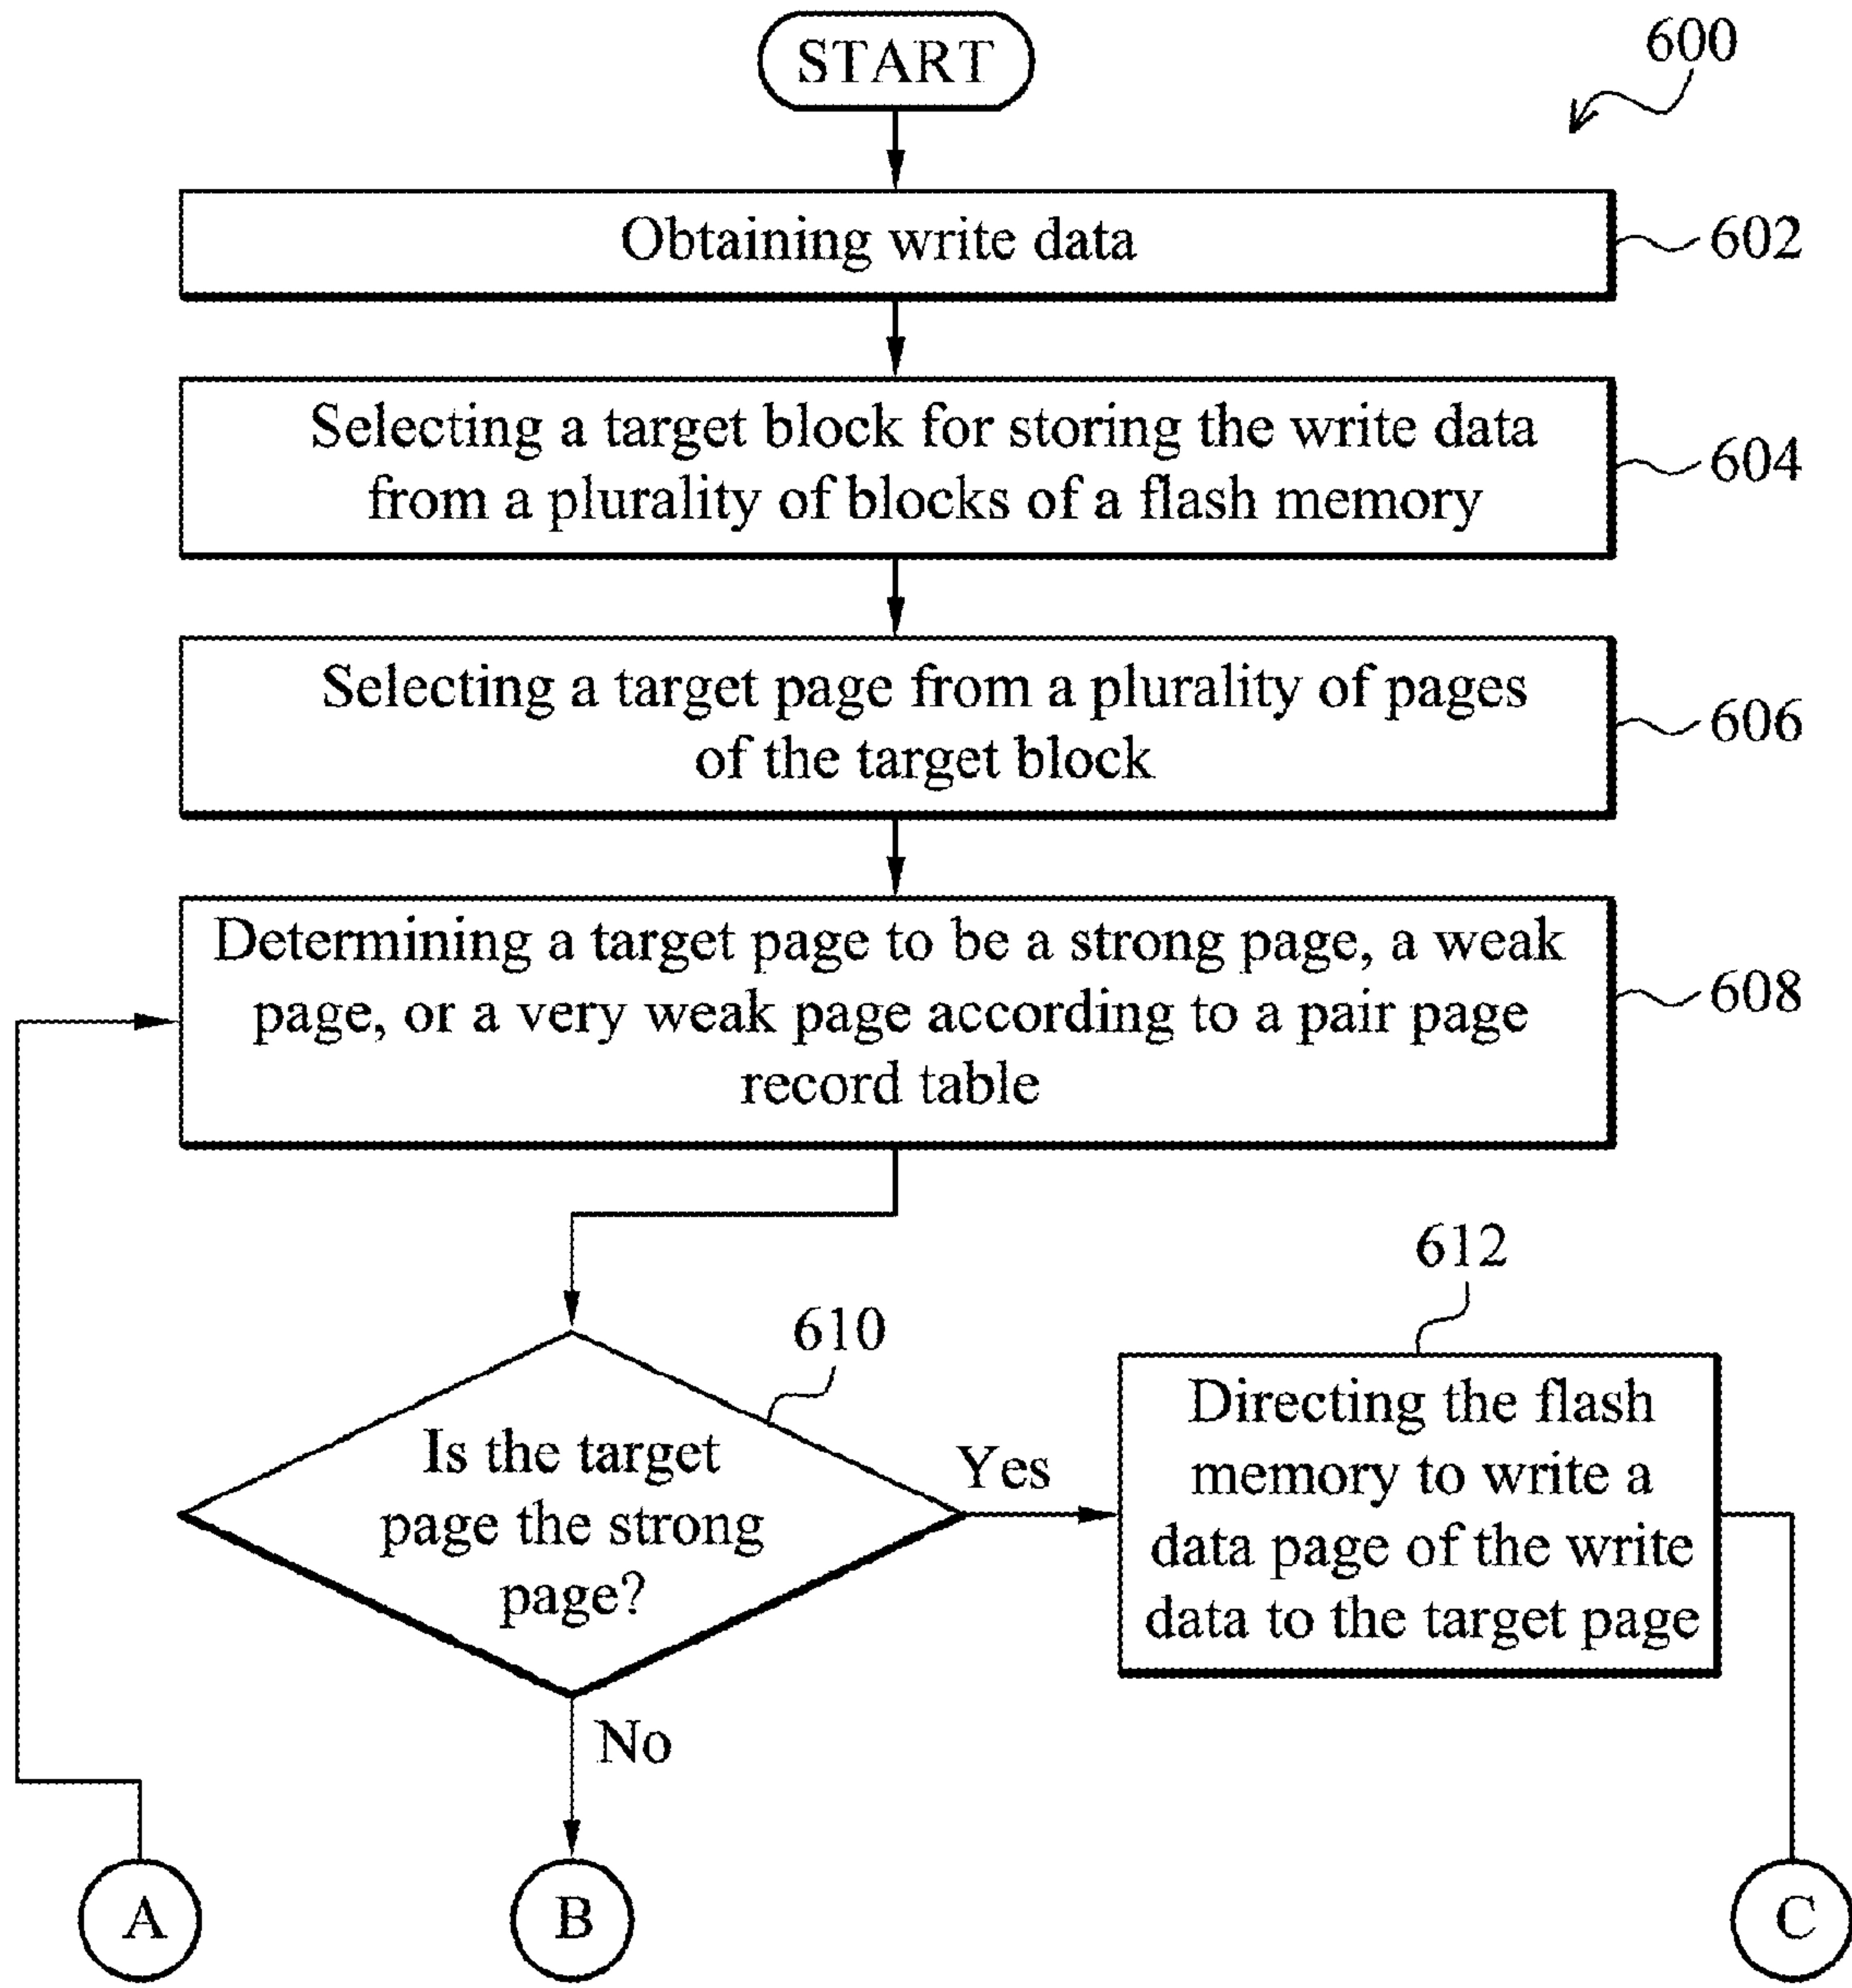 START
600
Obtaining write data
602
Selecting a target block for storing the write data
from a plurality of blocks of a flash memory
604
Selecting a target page from a plurality of pages
of the target block
606
Determining a target page to be a strong page, a weak
page, or a very weak page according to a pair page
record table
608
610
Is the target
page the strong
page?
Yes
No
612
Directing the flash
memory to write a
data page of the write
data to the target page
A
B
C